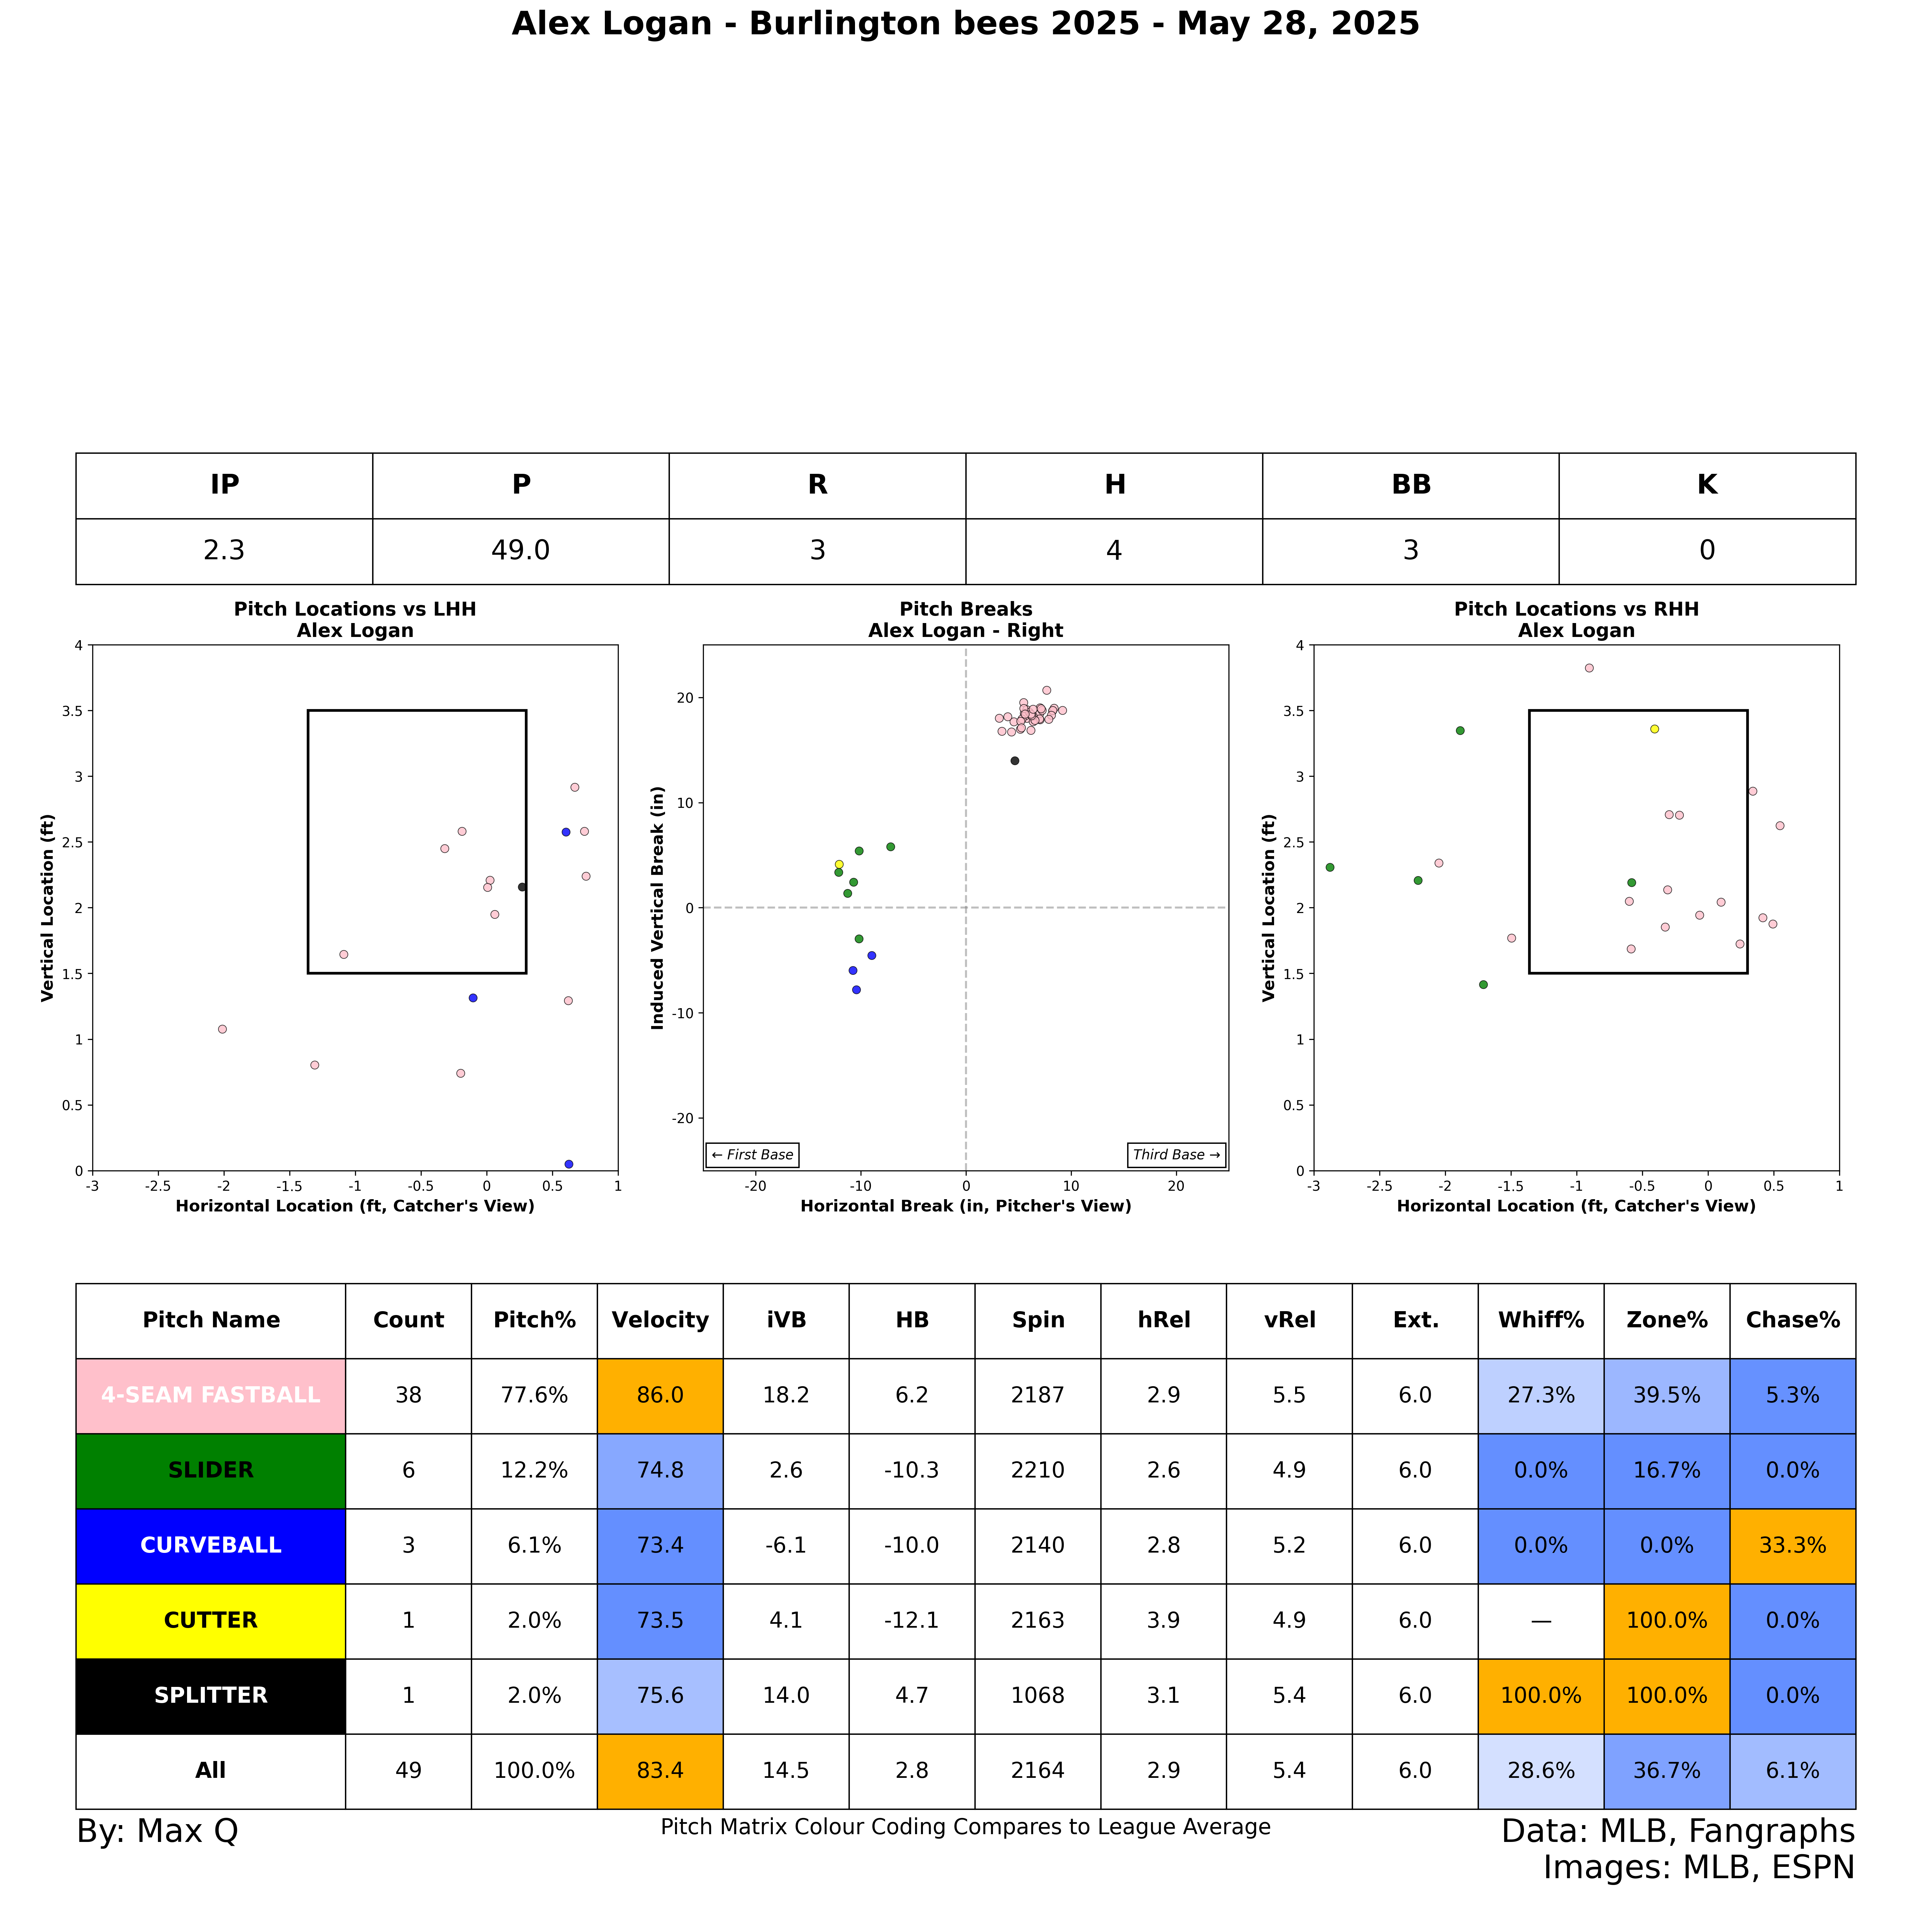 Alex Logan - Burlington bees 2025 - May 28, 2025
IP P R H BB K
2.3 49.0 3 4 3 0
Pitch Locations vs LHH
Alex Logan
4
3.5
3
2.5
2
1.5
1
0.5
0
Vertical Location (ft)
-3 -2.5 -2 -1.5 -1 -0.5 0 0.5 1
Horizontal Location (ft, Catcher's View)
Pitch Breaks
Alex Logan - Right
20
10
0
-10
-20
Induced Vertical Break (in)
← First Base
Third Base →
-20 -10 0 10 20
Horizontal Break (in, Pitcher's View)
Pitch Locations vs RHH
Alex Logan
4
3.5
3
2.5
2
1.5
1
0.5
0
Vertical Location (ft)
-3 -2.5 -2 -1.5 -1 -0.5 0 0.5 1
Horizontal Location (ft, Catcher's View)
Pitch Name Count Pitch% Velocity iVB HB Spin hRel vRel Ext. Whiff% Zone% Chase%
4-SEAM FASTBALL 38 77.6% 86.0 18.2 6.2 2187 2.9 5.5 6.0 27.3% 39.5% 5.3%
SLIDER 6 12.2% 74.8 2.6 -10.3 2210 2.6 4.9 6.0 0.0% 16.7% 0.0%
CURVEBALL 3 6.1% 73.4 -6.1 -10.0 2140 2.8 5.2 6.0 0.0% 0.0% 33.3%
CUTTER 1 2.0% 73.5 4.1 -12.1 2163 3.9 4.9 6.0 — 100.0% 0.0%
SPLITTER 1 2.0% 75.6 14.0 4.7 1068 3.1 5.4 6.0 100.0% 100.0% 0.0%
All 49 100.0% 83.4 14.5 2.8 2164 2.9 5.4 6.0 28.6% 36.7% 6.1%
By: Max Q
Pitch Matrix Colour Coding Compares to League Average
Data: MLB, Fangraphs
Images: MLB, ESPN